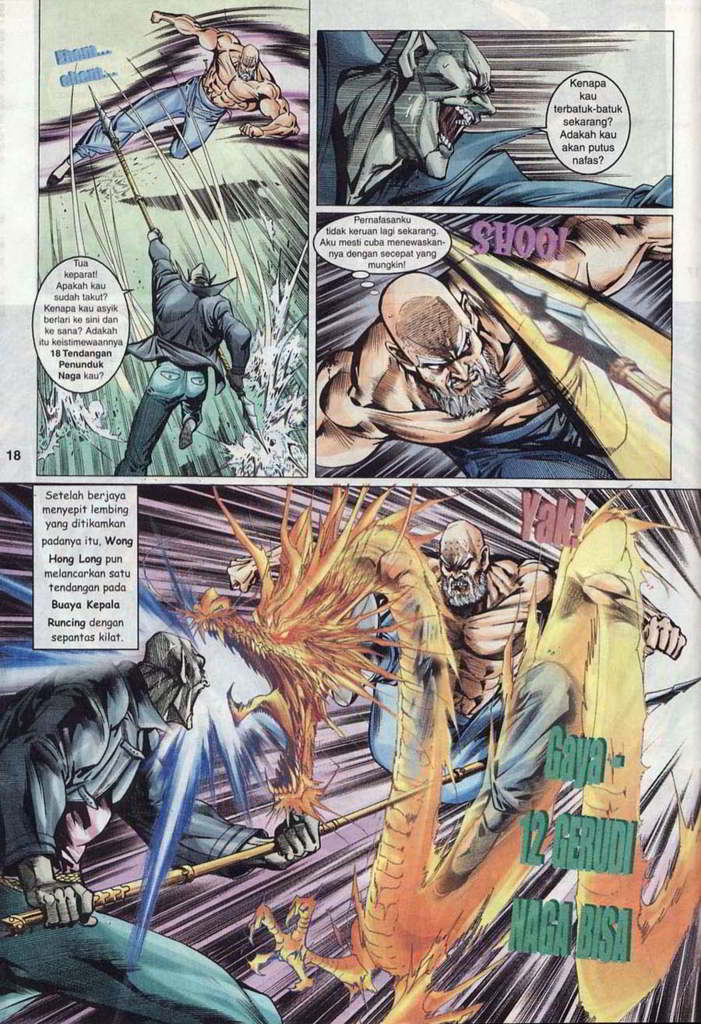 Ehem...
ehem...
Tua
keparat!
Apakah kau
sudah takut?
Kenapa kau asyik
berlari ke sini dan
ke sana? Adakah
itu keistimewaannya
18 Tendangan
Penunduk
Naga kau?
Kenapa
kau
terbatuk-batuk
sekarang?
Adakah kau
akan putus
nafas?
Pernafasanku
tidak keruan lagi sekarang.
Aku mesti cuba menewaskan-
nya dengan secepat yang
mungkin!
SHOOP!
18
Setelah berjaya
menyepit lembing
yang ditikamkan
padanya itu, Wong
Hong Long pun
melancarkan satu
tendangan pada
Buaya Kepala
Runcing dengan
sepantas kilat.
Yak!
Gaya -
12 GERUDI
NAGA BISA